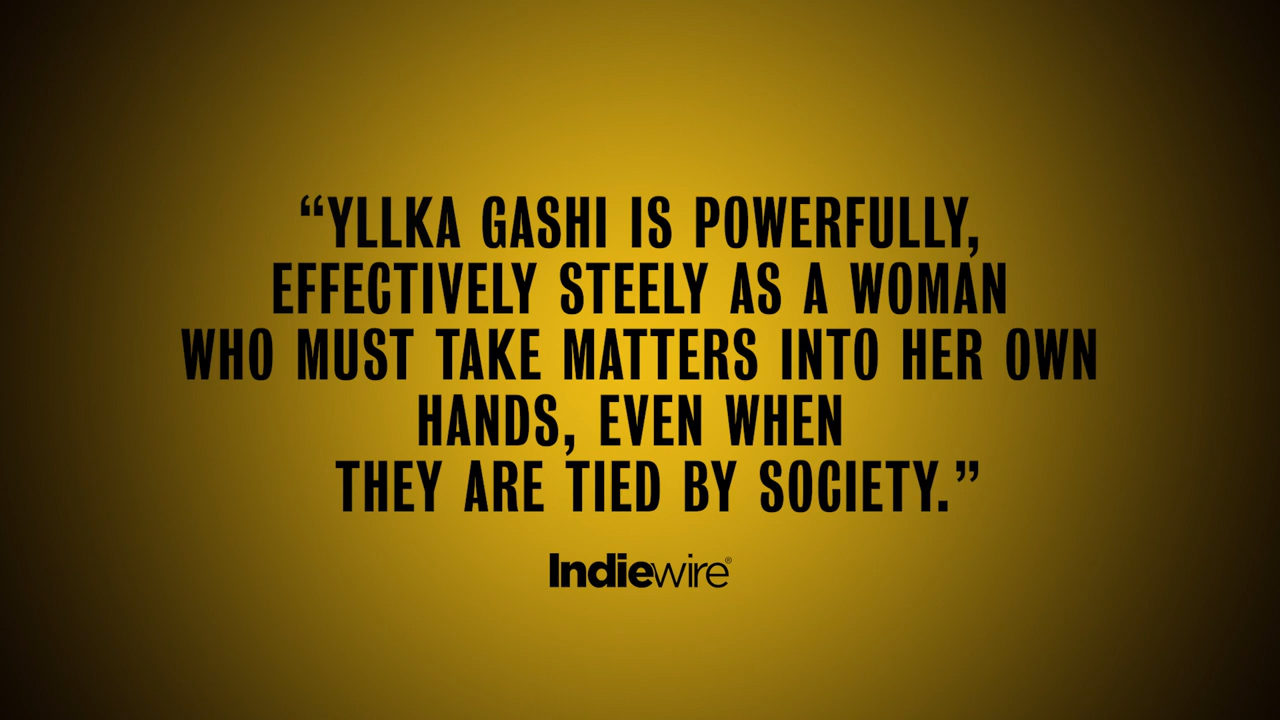 “YLLKA GASHI IS POWERFULLY,
EFFECTIVELY STEELY AS A WOMAN
WHO MUST TAKE MATTERS INTO HER OWN
HANDS, EVEN WHEN
THEY ARE TIED BY SOCIETY.”
Indiewire®